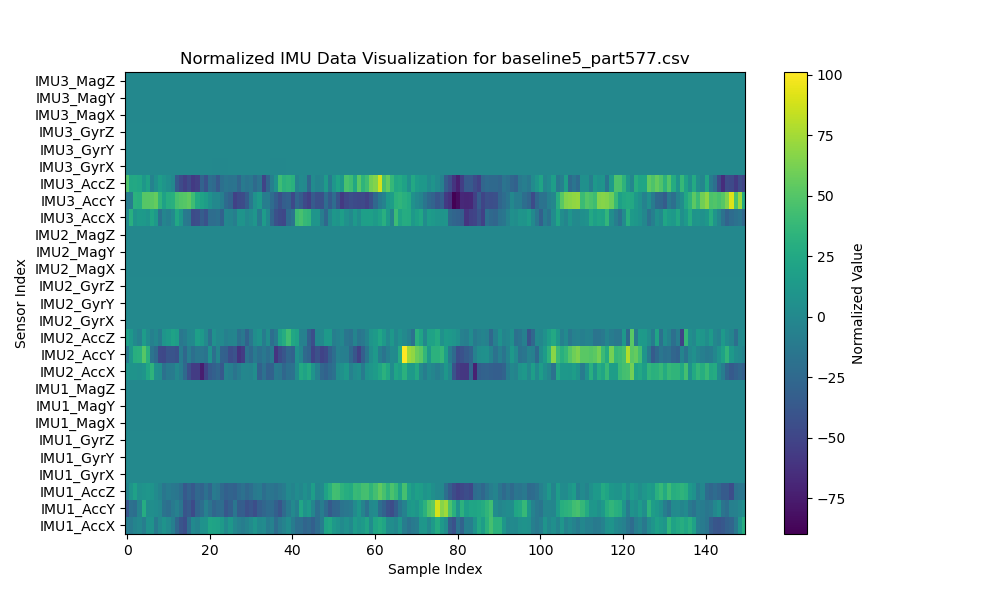 Normalized IMU Data Visualization for baseline5_part577.csv
IMU3_MagZ
IMU3_MagY
IMU3_MagX
IMU3_GyrZ
IMU3_GyrY
IMU3_GyrX
IMU3_AccZ
IMU3_AccY
IMU3_AccX
IMU2_MagZ
IMU2_MagY
IMU2_MagX
IMU2_GyrZ
IMU2_GyrY
IMU2_GyrX
IMU2_AccZ
IMU2_AccY
IMU2_AccX
IMU1_MagZ
IMU1_MagY
IMU1_MagX
IMU1_GyrZ
IMU1_GyrY
IMU1_GyrX
IMU1_AccZ
IMU1_AccY
IMU1_AccX
Sensor Index
0 20 40 60 80 100 120 140
Sample Index
100
75
50
25
0
−25
−50
−75
Normalized Value